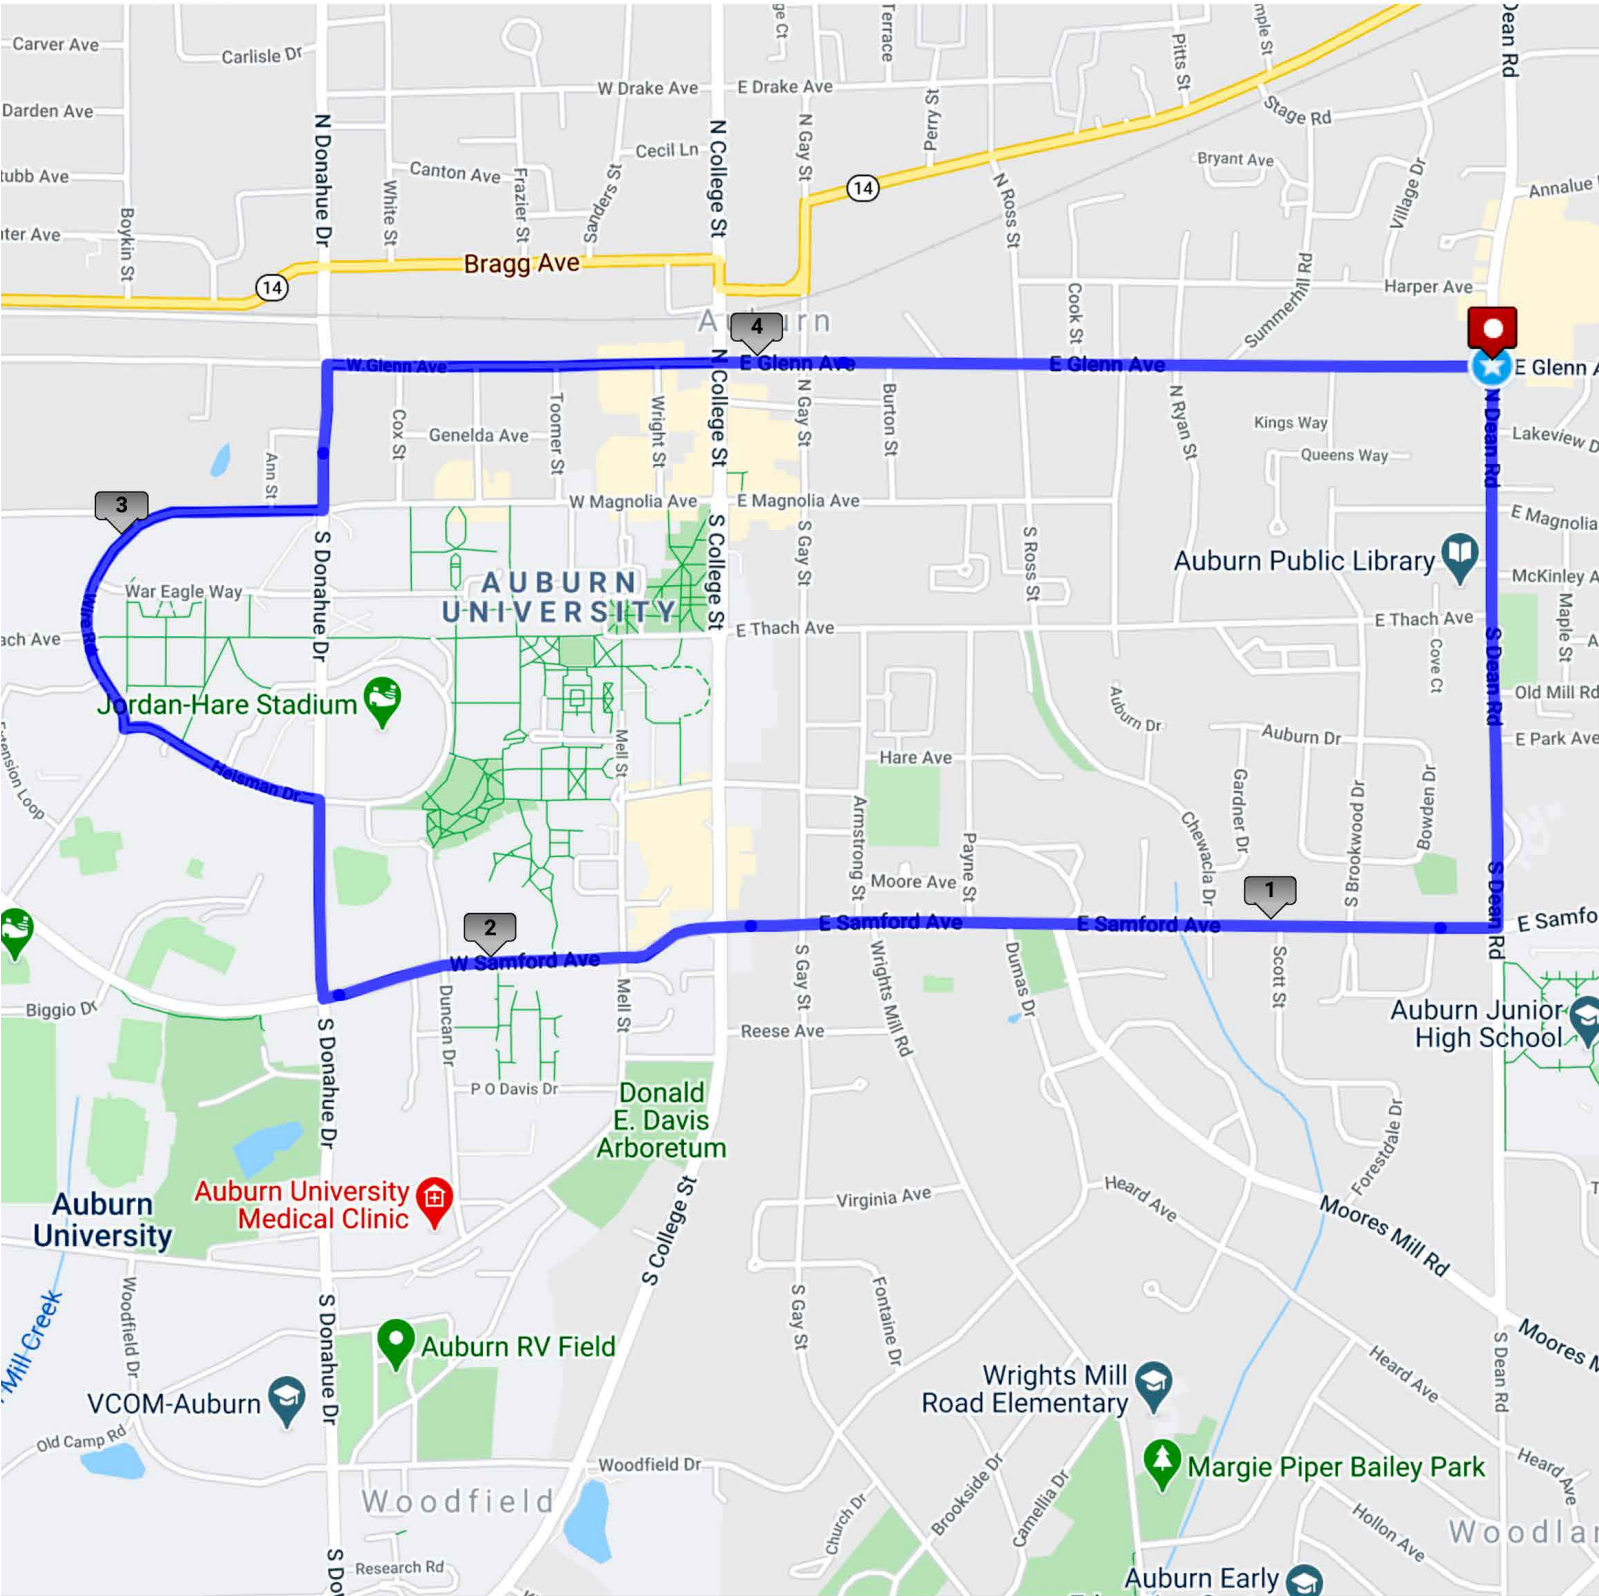 Carver Ave
Carlisle Dr
Terrace
Pitts St
Dean Rd
W Drake Ave
E Drake Ave
Darden Ave
N Donahue Dr
N College St
N Gay St
Perry St
Stage Rd
Cecil Ln
Canton Ave
Bryant Ave
White St
Frazier St
Sanders St
14
N Ross St
Village Dr
Annalue
Boykin St
Bragg Ave
14
Harper Ave
Cook St
Summerhill Rd
4
W Glenn Ave
E Glenn Ave
E Glenn Ave
E Glenn A
N College St
N Gay St
Burton St
N Ryan St
N Dean Rd
Cox St
Genelda Ave
Toomer St
Wright St
Kings Way
Lakeview D
Queens Way
Ann St
3
W Magnolia Ave
E Magnolia Ave
E Magnolia
S Donahue Dr
S College St
S Gay St
S Ross St
Auburn Public Library
AUBURN
UNIVERSITY
War Eagle Way
Wire Rd
McKinley A
Maple St
E Thach Ave
E Thach Ave
ach Ave
Cove Ct
S Dean Rd
Old Mill Rd
Jordan-Hare Stadium
Auburn Dr
Auburn Dr
E Park Ave
Mell St
Hare Ave
Heisman Dr
Gardner Dr
Bowden Dr
S Brookwood Dr
Armstrong St
Payne St
Chewacla Dr
Moore Ave
1
S Dean Rd
2
E Samford Ave
E Samford Ave
E Samfo
W Samford Ave
S Gay St
Wrights Mill Rd
Dumas Dr
Scott St
Biggio Dr
Duncan Dr
Mell St
Reese Ave
Auburn Junior
High School
S Donahue Dr
P O Davis Dr
Donald
E. Davis
Arboretum
Forestdale Dr
Auburn
University
Auburn University
Medical Clinic
Virginia Ave
Heard Ave
Moores Mill Rd
S College St
Woodfield Dr
Mill Creek
S Donahue Dr
S Gay St
Fontaine Dr
Auburn RV Field
Moores M
S Dean Rd
Heard Ave
VCOM-Auburn
Wrights Mill
Road Elementary
Old Camp Rd
Woodfield Dr
Margie Piper Bailey Park
Heard Ave
Woodfield
Church Dr
Brookside Dr
Camellia Dr
Hollon Ave
Woodlar
Research Rd
Auburn Early